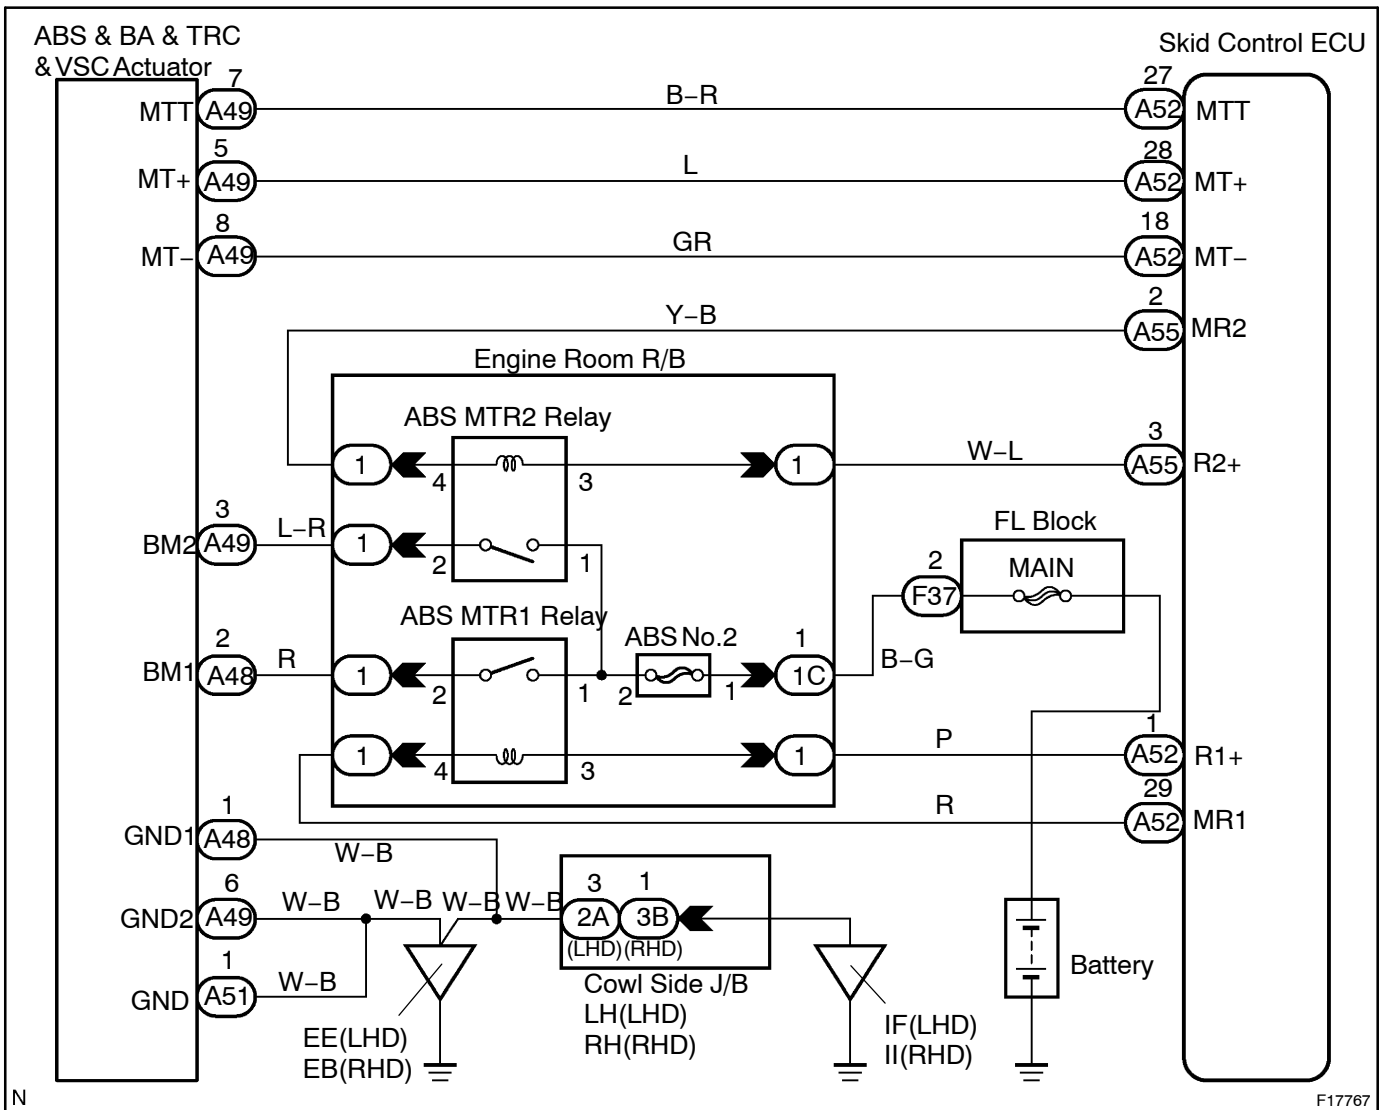 ABS & BA & TRC
& VSC Actuator
Skid Control ECU
7
27
MTT
A49
B-R
A52
MTT
5
28
MT+
A49
L
A52
MT+
8
18
MT-
A49
GR
A52
MT-
2
Y-B
A55
MR2
Engine Room R/B
ABS MTR2 Relay
3
1
4
3
1
W-L
A55
R2+
3
FL Block
BM2
A49
L-R
1
2
1
2
MAIN
F37
ABS MTR1 Relay
ABS No.2
1
2
BM1
A48
R
1
2
1
2
1
1C
B-G
1
1
4
3
1
P
A52
R1+
29
R
A52
MR1
1
GND1
A48
W-B
6
GND2
A49
W-B
W-B
W-B
W-B
3
1
2A
3B
(LHD)
(RHD)
1
GND
A51
W-B
Cowl Side J/B
LH(LHD)
RH(RHD)
Battery
EE(LHD)
EB(RHD)
IF(LHD)
II(RHD)
N
F17767